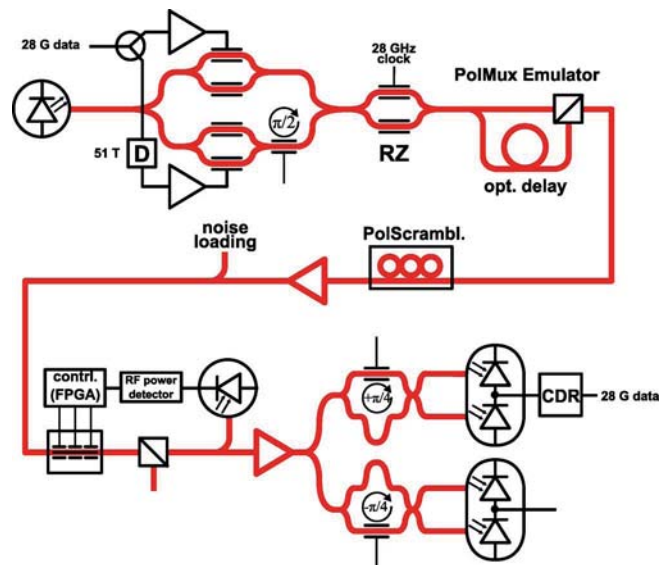 28 G data
28 GHz
clock
PolMux Emulator
π/2
51 T
D
RZ
opt. delay
noise
loading
PolScrambl.
contrl.
(FPGA)
RF power
detector
+π/4
CDR
28 G data
-π/4